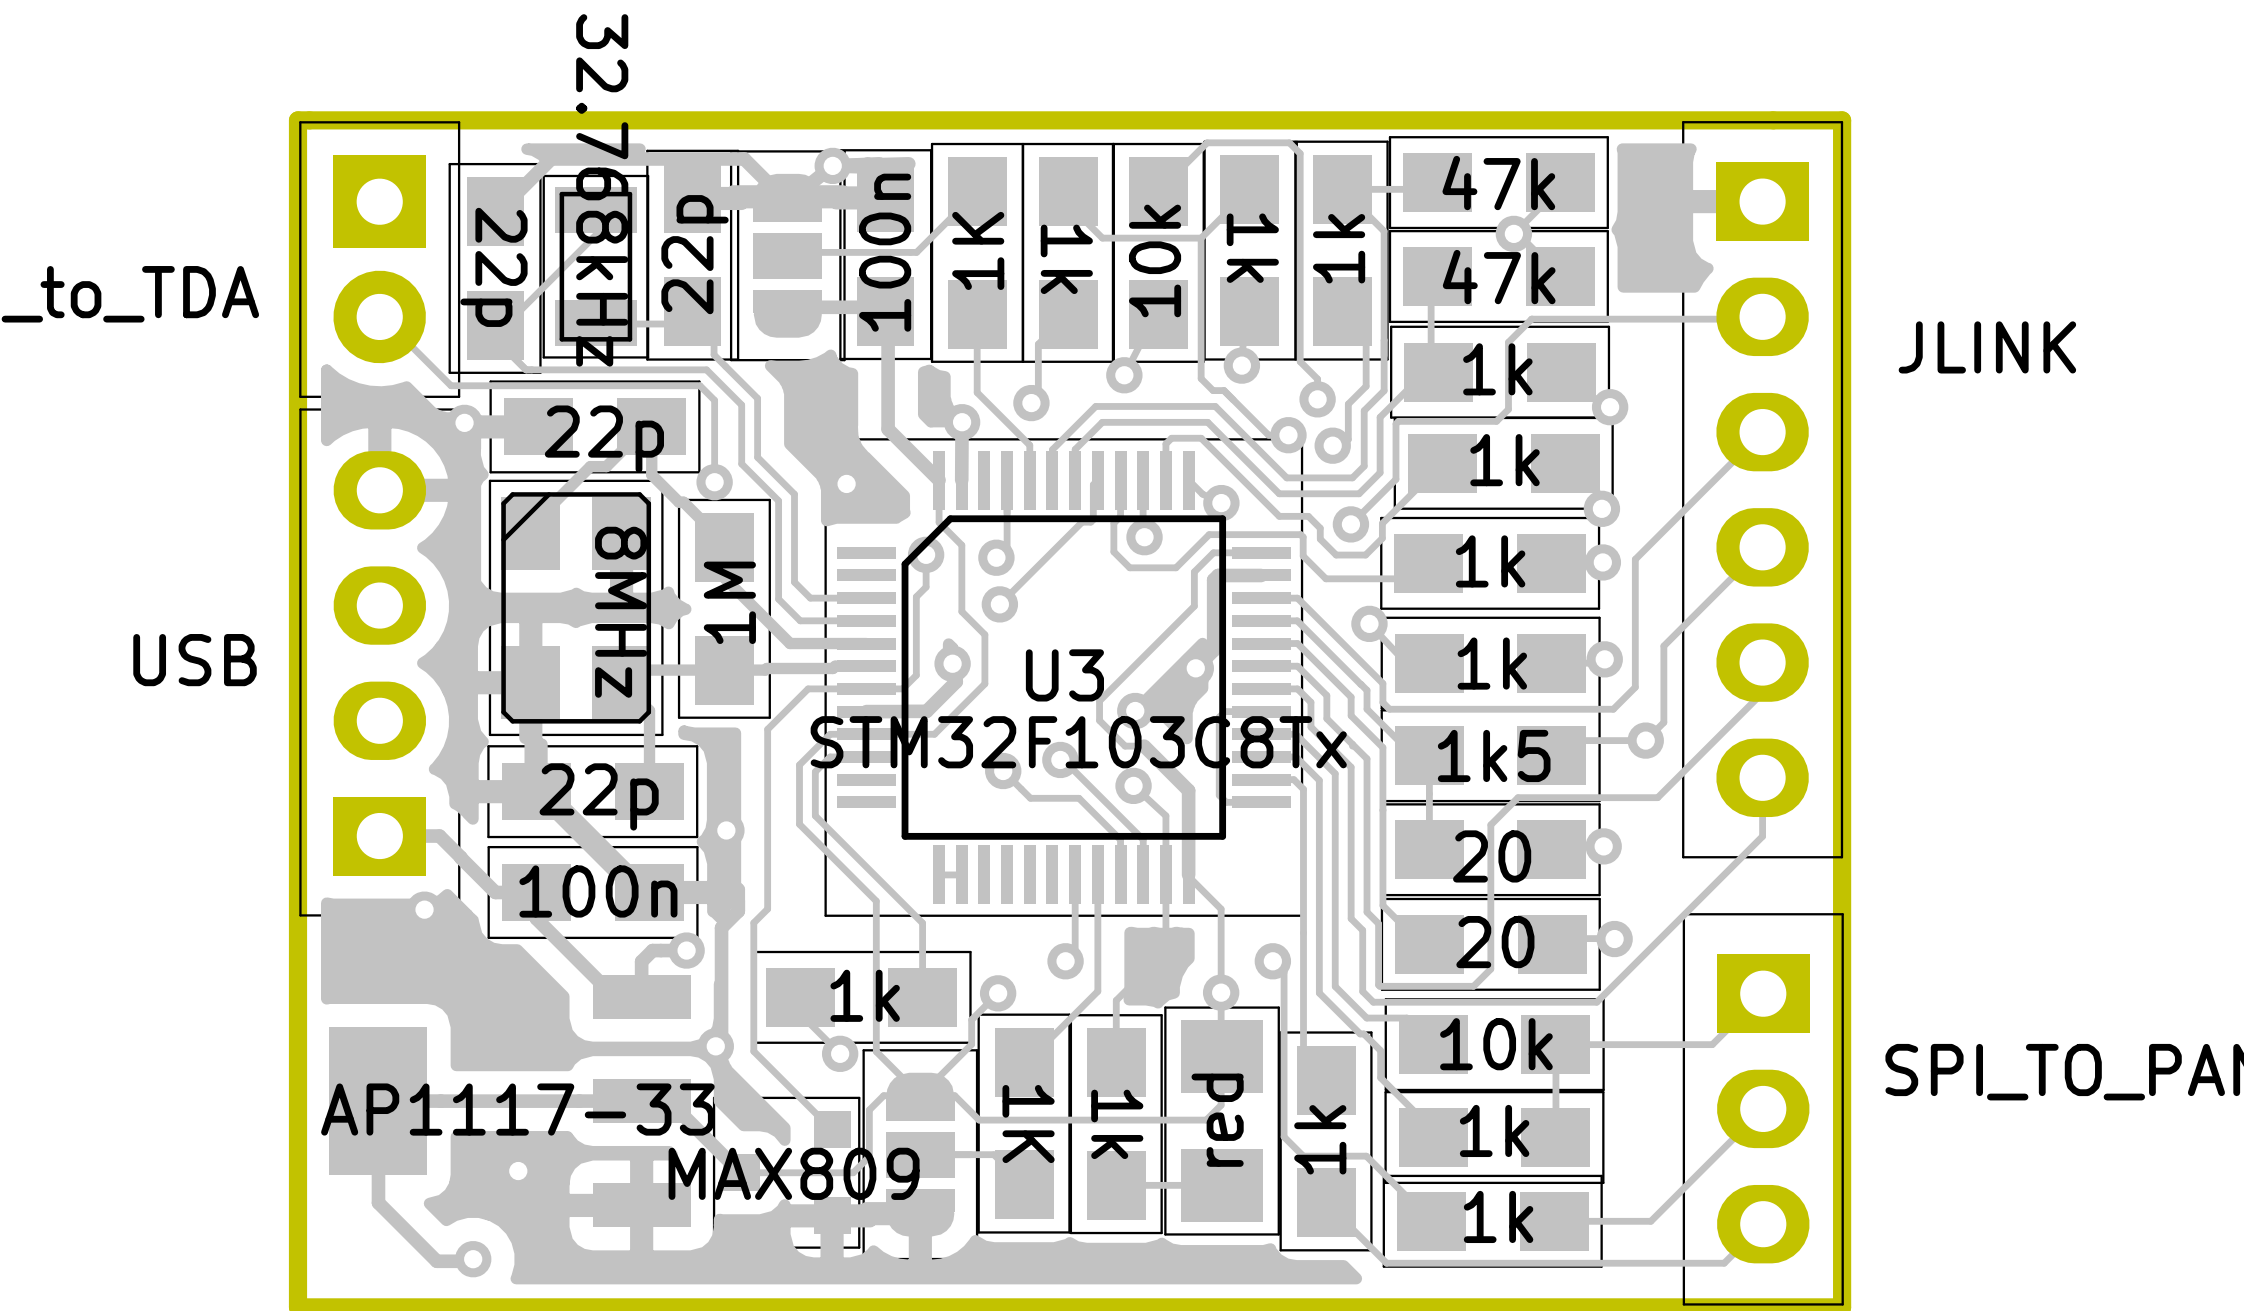 32.768kHz
_to_TDA
22p
22p
100n
1K
1k
10k
1k
1k
47k
47k
JLINK
1k
22p
1k
8MHz
1M
1k
USB
U3
STM32F103C8Tx
1k
1k5
22p
20
100n
20
1k
10k
SPI_TO_PAN
AP1117-33
MAX809
1K
1k
red
1k
1k
1k